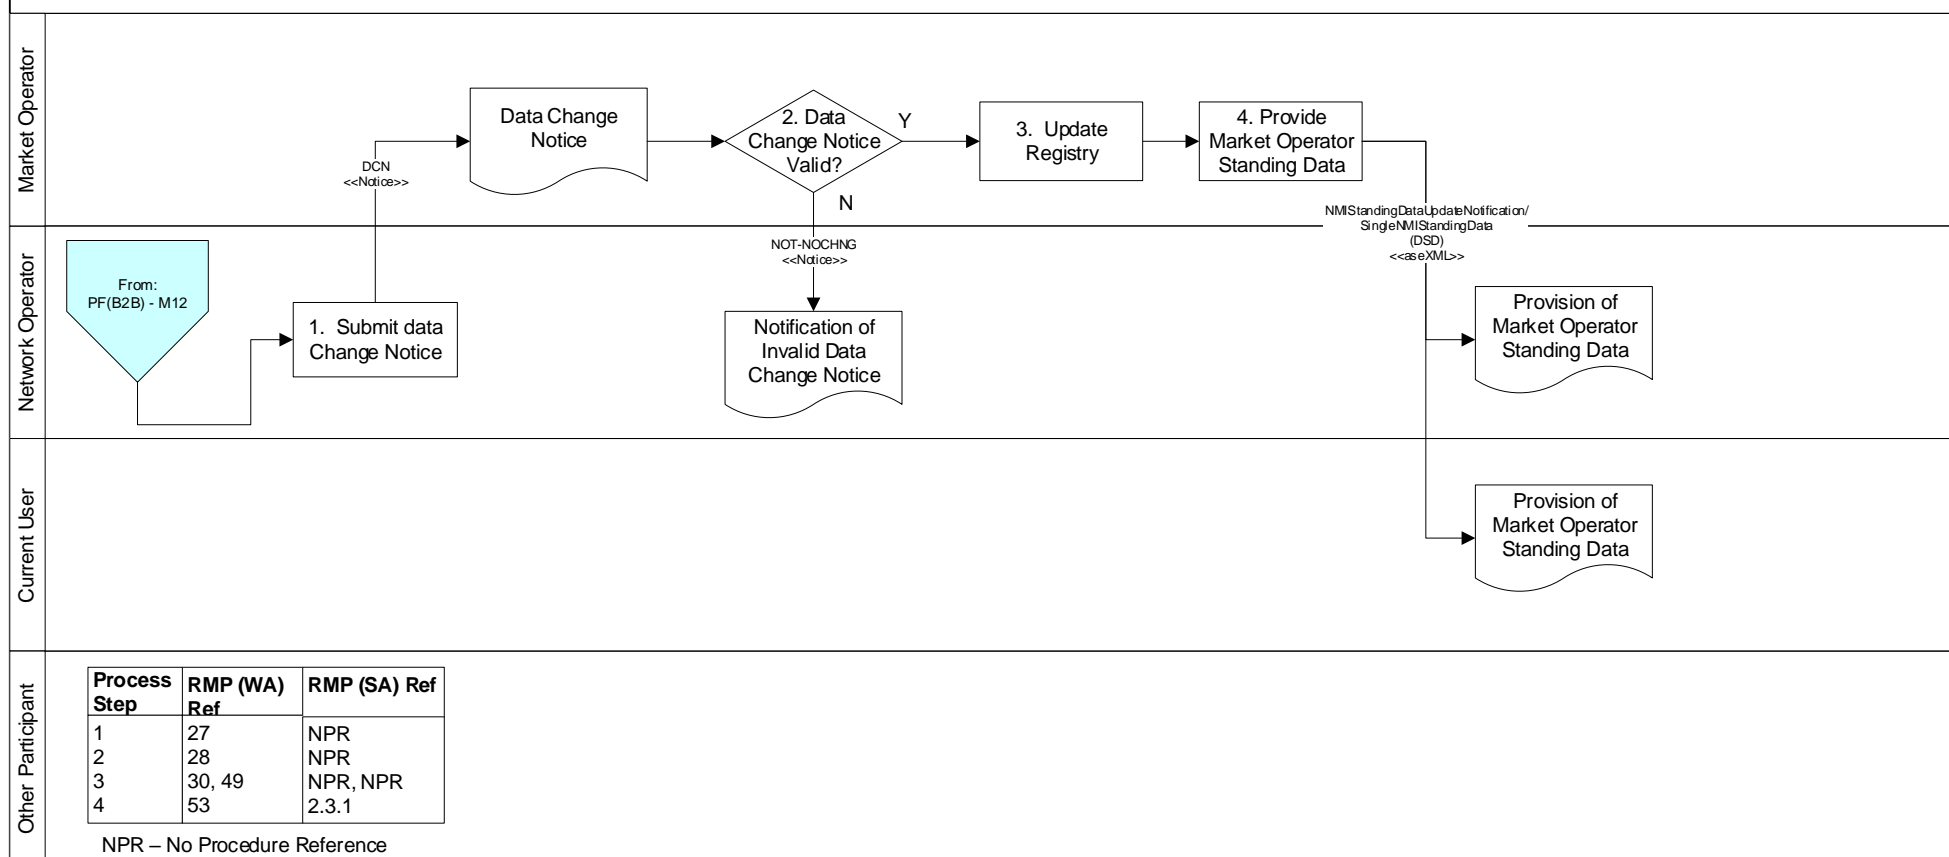 Market Operator
Data Change
Notice
2. Data
Change Notice
Valid?
Y
N
3. Update
Registry
4. Provide
Market Operator
Standing Data
DCN
<<Notice>>
NMIStandingDataUpdateNotification/
SingleNMIStandingData
(DSD)
<<aseXML>>
NOT-NOCHNG
<<Notice>>
Network Operator
From:
PF(B2B) - M12
1. Submit data
Change Notice
Notification of
Invalid Data
Change Notice
Provision of
Market Operator
Standing Data
Current User
Provision of
Market Operator
Standing Data
Other Participant
Process Step RMP (WA) Ref RMP (SA) Ref
1 27 NPR
2 28 NPR
3 30, 49 NPR, NPR
4 53 2.3.1
NPR – No Procedure Reference